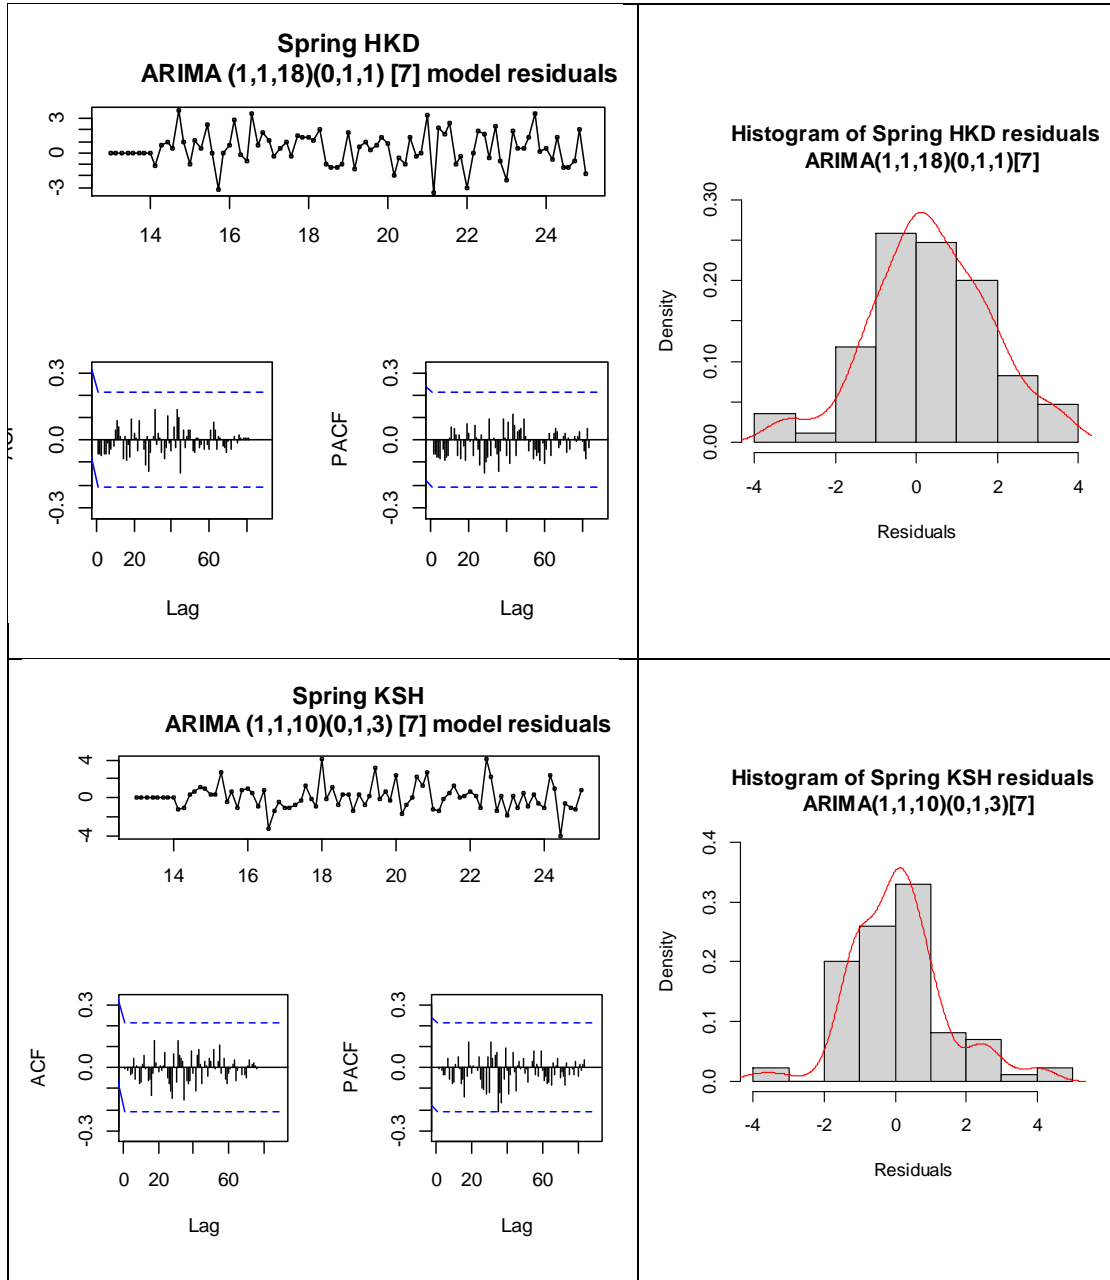 Spring HKD
ARIMA (1,1,18)(0,1,1) [7] model residuals
3
0
-3
14 16 18 20 22 24
0.3
0.0
-0.3
0 20 60
Lag
PACF
0.3
0.0
-0.3
0 20 60
Lag
Histogram of Spring HKD residuals
ARIMA(1,1,18)(0,1,1)[7]
Density
0.30
0.20
0.10
0.00
-4 -2 0 2 4
Residuals
Spring KSH
ARIMA (1,1,10)(0,1,3) [7] model residuals
4
0
-4
14 16 18 20 22 24
ACF
0.3
0.0
-0.3
0 20 60
Lag
PACF
0.3
0.0
-0.3
0 20 60
Lag
Histogram of Spring KSH residuals
ARIMA(1,1,10)(0,1,3)[7]
Density
0.4
0.3
0.2
0.1
0.0
-4 -2 0 2 4
Residuals